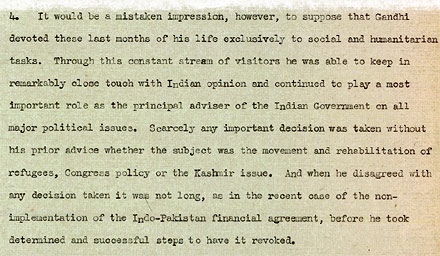 4. It would be a mistaken impression, however, to suppose that Gandhi
devoted these last months of his life exclusively to social and humanitarian
tasks. Through this constant stream of visitors he was able to keep in
remarkably close touch with Indian opinion and continued to play a most
important role as the principal adviser of the Indian Government on all
major political issues. Scarcely any important decision was taken without
his prior advice whether the subject was the movement and rehabilitation of
refugees, Congress policy or the Kashmir issue. And when he disagreed with
any decision taken it was not long, as in the recent case of the non-
implementation of the Indo-Pakistan financial agreement, before he took
determined and successful steps to have it revoked.